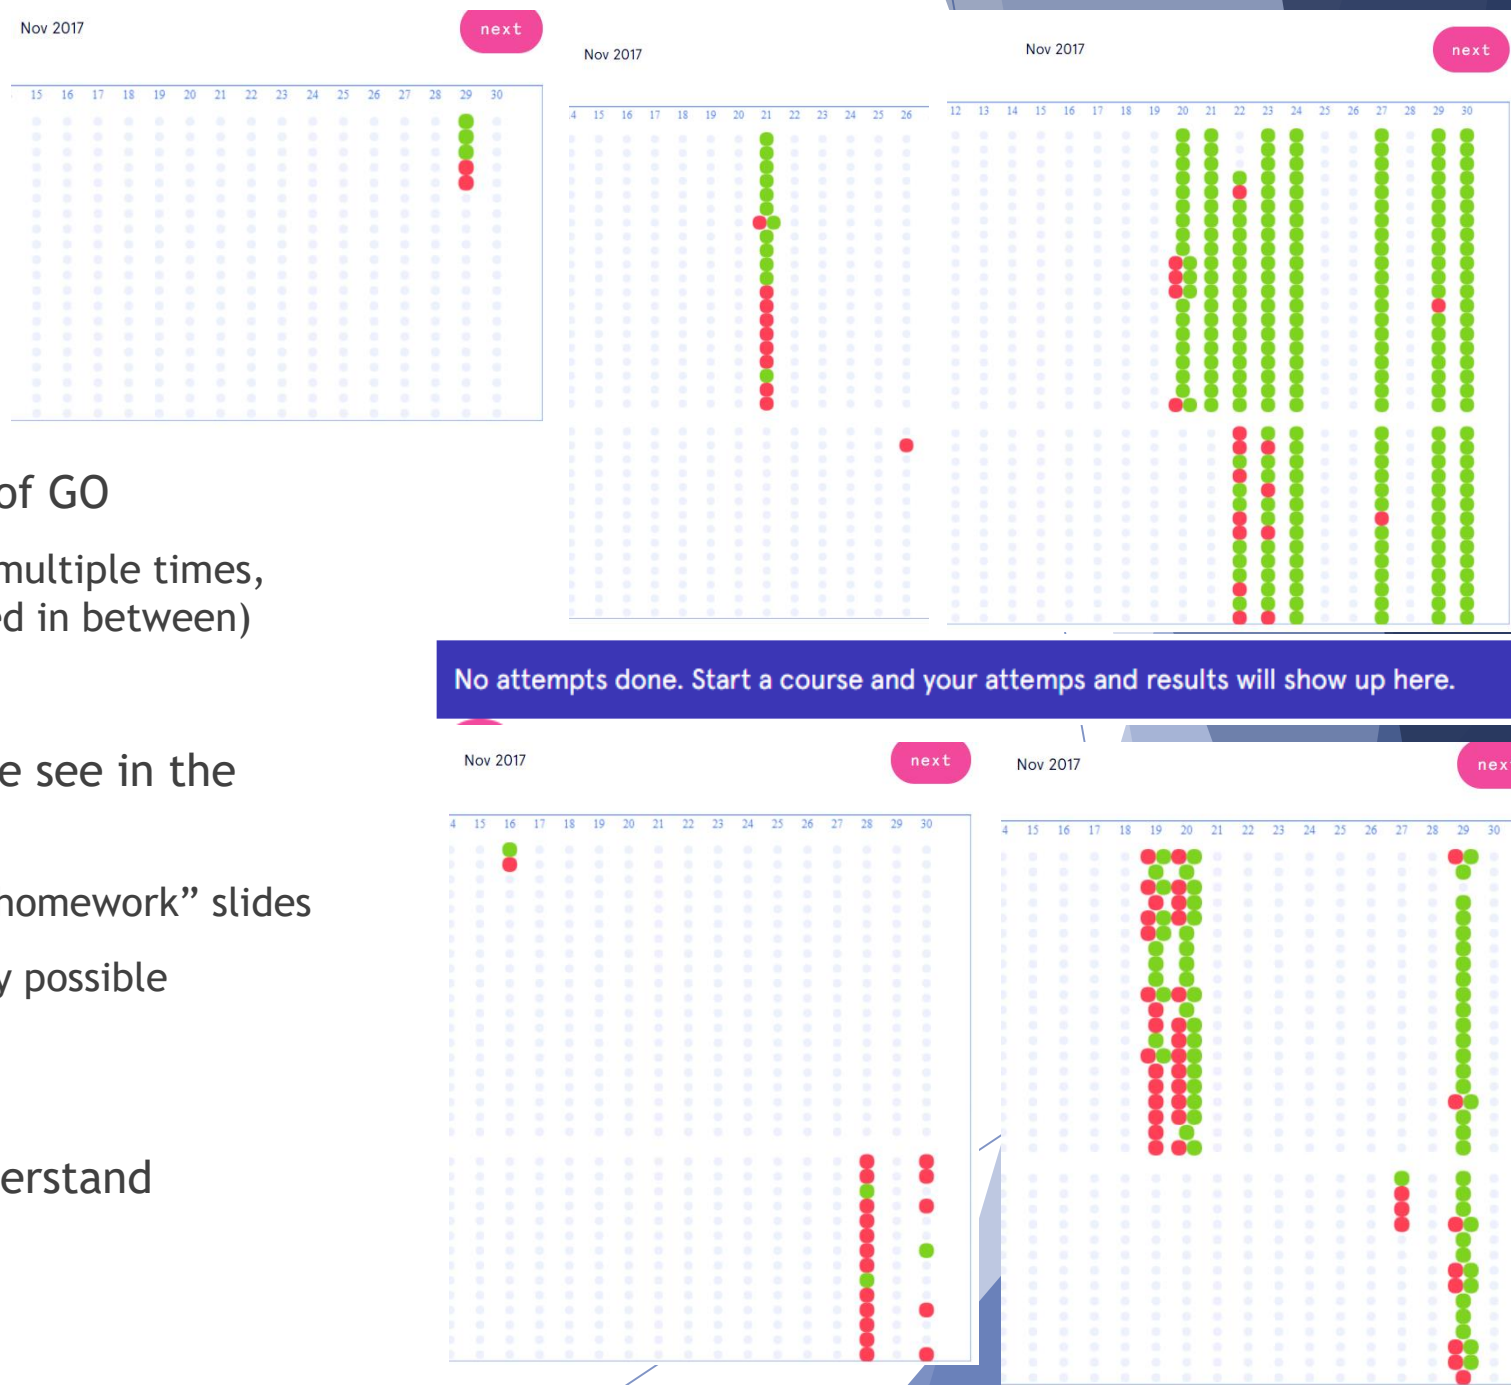 Nov 2017
next
15 16 17 18 19 20 21 22 23 24 25 26 27 28 29 30
Nov 2017
4 15 16 17 18 19 20 21 22 23 24 25 26
Nov 2017
next
12 13 14 15 16 17 18 19 20 21 22 23 24 25 26 27 28 29 30
of GO
multiple times,
d in between)
No attempts done. Start a course and your attemps and results will show up here.
e see in the
homework” slides
y possible
erstand
Nov 2017
next
4 15 16 17 18 19 20 21 22 23 24 25 26 27 28 29 30
Nov 2017
nex
4 15 16 17 18 19 20 21 22 23 24 25 26 27 28 29 30